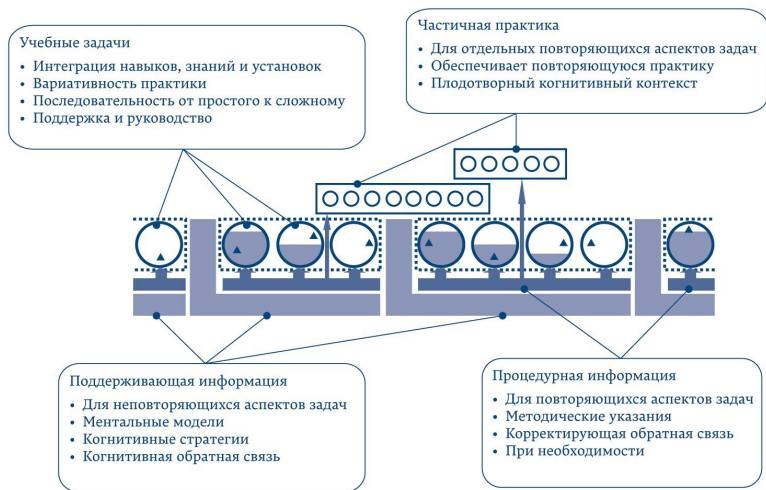 Учебные задачи
• Интеграция навыков, знаний и установок
• Вариативность практики
• Последовательность от простого к сложному
• Поддержка и руководство
Частичная практика
• Для отдельных повторяющихся аспектов задач
• Обеспечивает повторяющуюся практику
• Плодотворный когнитивный контекст
Поддерживающая информация
• Для неповторяющихся аспектов задач
• Ментальные модели
• Когнитивные стратегии
• Когнитивная обратная связь
Процедурная информация
• Для повторяющихся аспектов задач
• Методические указания
• Корректирующая обратная связь
• При необходимости